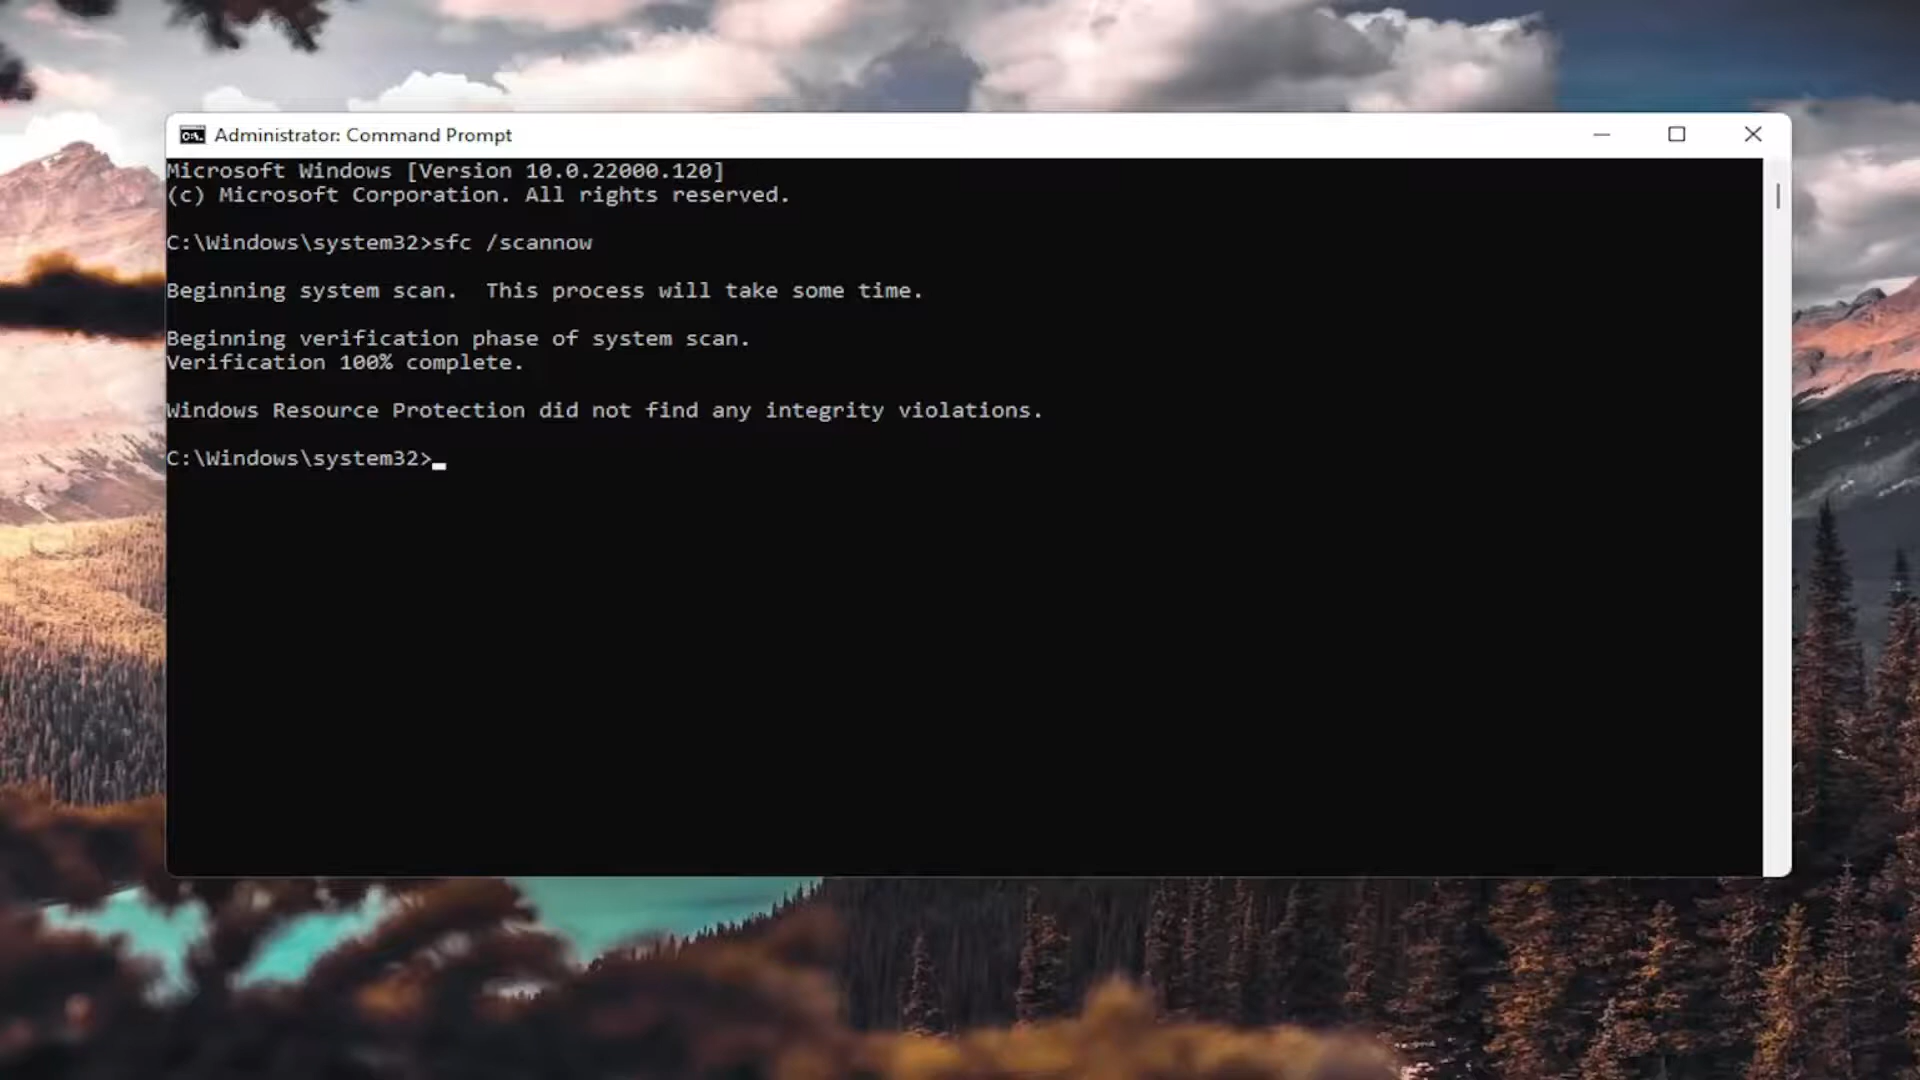 Administrator: Command Prompt
Microsoft Windows [Version 10.0.22000.120]
(c) Microsoft Corporation. All rights reserved.
C:\Windows\system32>sfc /scannow
Beginning system scan.  This process will take some time.
Beginning verification phase of system scan.
Verification 100% complete.
Windows Resource Protection did not find any integrity violations.
C:\Windows\system32>